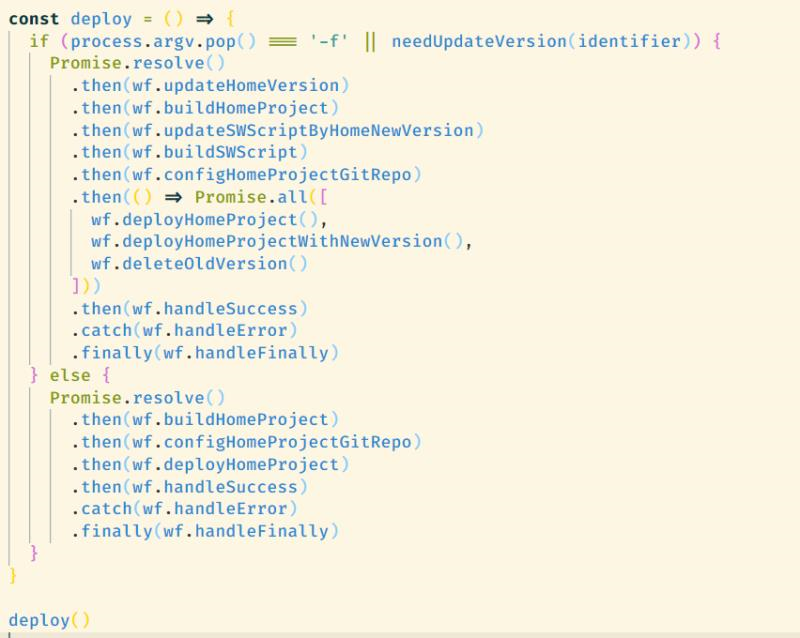 const deploy = () => {
  if (process.argv.pop() === '-f' || needUpdateVersion(identifier)) {
    Promise.resolve()
      .then(wf.updateHomeVersion)
      .then(wf.buildHomeProject)
      .then(wf.updateSWScriptByHomeNewVersion)
      .then(wf.buildSWScript)
      .then(wf.configHomeProjectGitRepo)
      .then(() => Promise.all([
        wf.deployHomeProject(),
        wf.deployHomeProjectWithNewVersion(),
        wf.deleteOldVersion()
      ]))
      .then(wf.handleSuccess)
      .catch(wf.handleError)
      .finally(wf.handleFinally)
  } else {
    Promise.resolve()
      .then(wf.buildHomeProject)
      .then(wf.configHomeProjectGitRepo)
      .then(wf.deployHomeProject)
      .then(wf.handleSuccess)
      .catch(wf.handleError)
      .finally(wf.handleFinally)
  }
}

deploy()